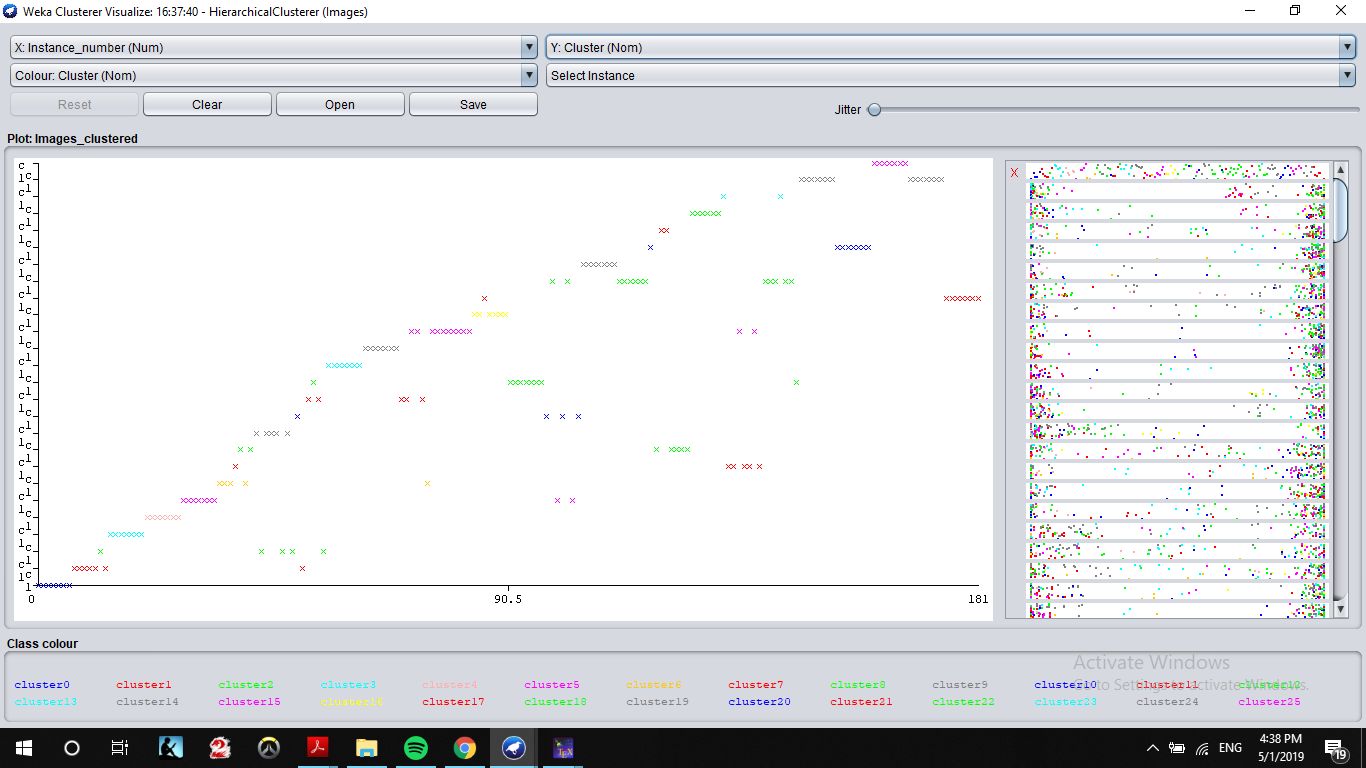 Weka Clusterer Visualize: 16:37:40 - HierarchicalClusterer (Images)
X: Instance_number (Num) Y: Cluster (Nom)
Colour: Cluster (Nom) Select Instance
Reset Clear Open Save Jitter
Plot: Images_clustered
X
0 90.5 181
Class colour
Activate Windows
cluster0 cluster1 cluster2 cluster3 cluster4 cluster5 cluster6 cluster7 cluster8 cluster9 cluster10 cluster11 cluster12
Go to Settings to activate Windows.
cluster13 cluster14 cluster15 cluster16 cluster17 cluster18 cluster19 cluster20 cluster21 cluster22 cluster23 cluster24 cluster25
ENG
4:38 PM
5/1/2019
19